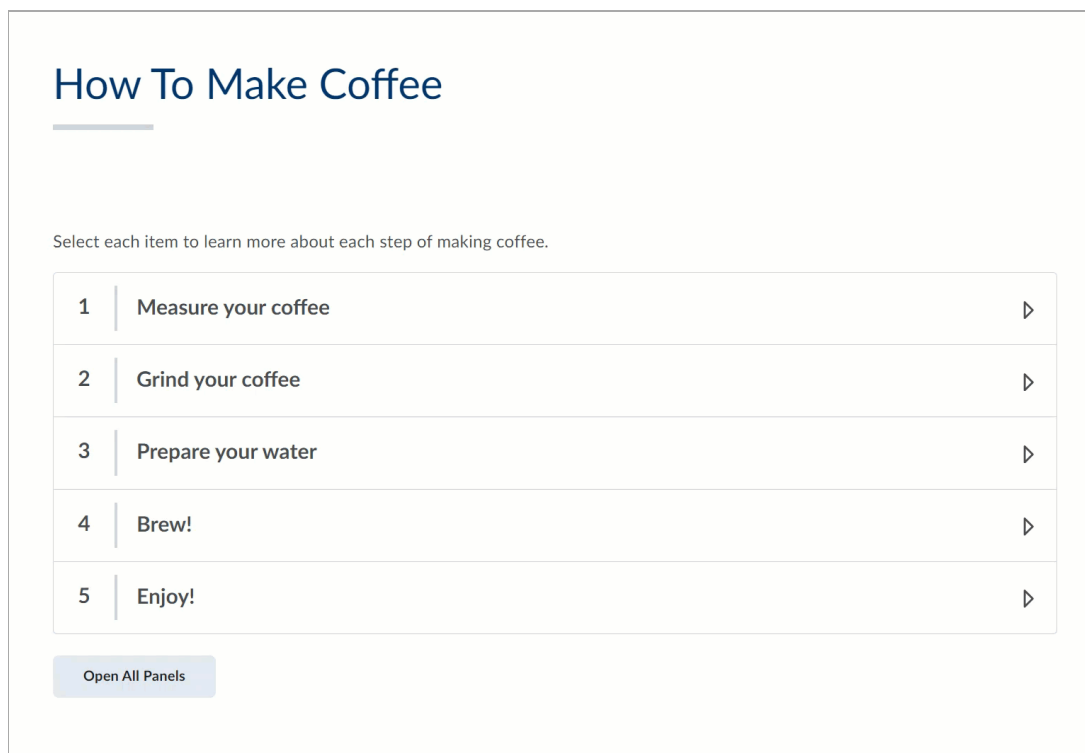 How To Make Coffee
Select each item to learn more about each step of making coffee.
1 Measure your coffee
2 Grind your coffee
3 Prepare your water
4 Brew!
5 Enjoy!
Open All Panels